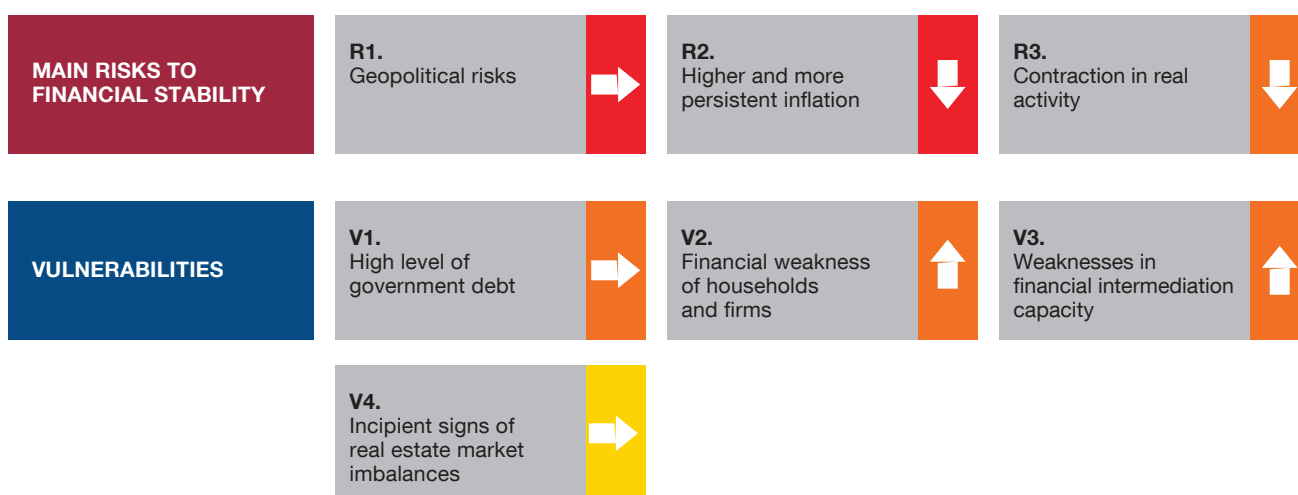 MAIN RISKS TO
FINANCIAL STABILITY
R1.
Geopolitical risks
R2.
Higher and more
persistent inflation
R3.
Contraction in real
activity
VULNERABILITIES
V1.
High level of
government debt
V2.
Financial weakness
of households
and firms
V3.
Weaknesses in
financial intermediation
capacity
V4.
Incipient signs of
real estate market
imbalances